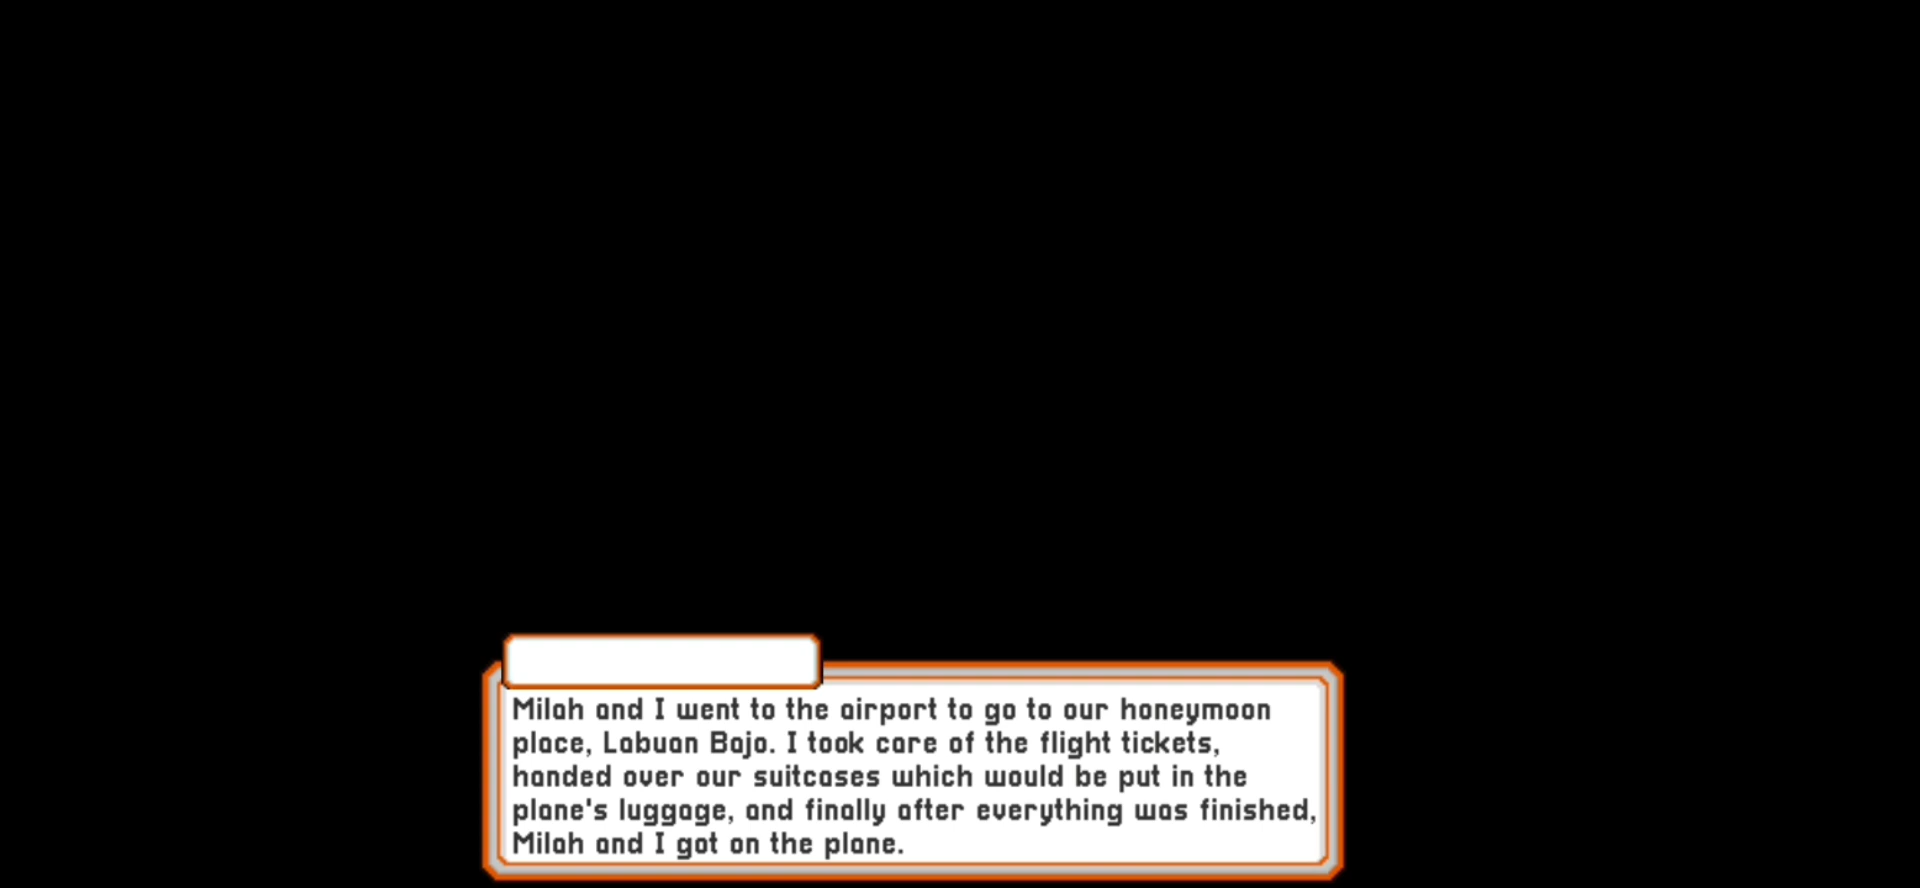 Milah and I went to the airport to go to our honeymoon
place, Labuan Bajo. I took care of the flight tickets,
handed over our suitcases which would be put in the
plane's luggage, and finally after everything was finished,
Milah and I got on the plane.